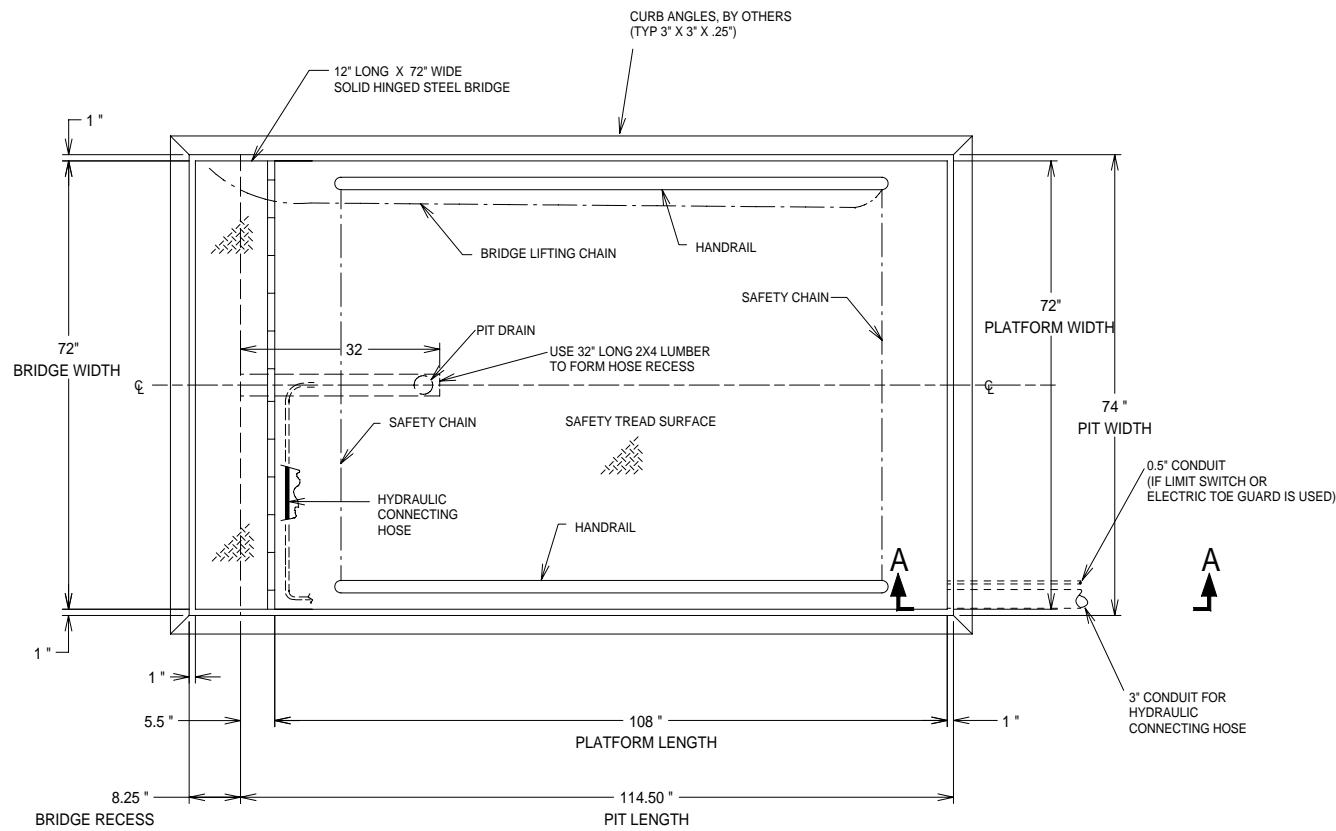 CURB ANGLES, BY OTHERS
(TYP 3" X 3" X .25")
12" LONG X 72" WIDE
SOLID HINGED STEEL BRIDGE
1 "
BRIDGE LIFTING CHAIN
HANDRAIL
SAFETY CHAIN
72"
PLATFORM WIDTH
PIT DRAIN
32
USE 32" LONG 2X4 LUMBER
TO FORM HOSE RECESS
72"
BRIDGE WIDTH
℄
℄
74 "
PIT WIDTH
SAFETY CHAIN
SAFETY TREAD SURFACE
0.5" CONDUIT
(IF LIMIT SWITCH OR
ELECTRIC TOE GUARD IS USED)
HYDRAULIC
CONNECTING
HOSE
HANDRAIL
A
A
1 "
1 "
3" CONDUIT FOR
HYDRAULIC
CONNECTING HOSE
5.5 "
108 "
PLATFORM LENGTH
1 "
8.25 "
BRIDGE RECESS
114.50 "
PIT LENGTH